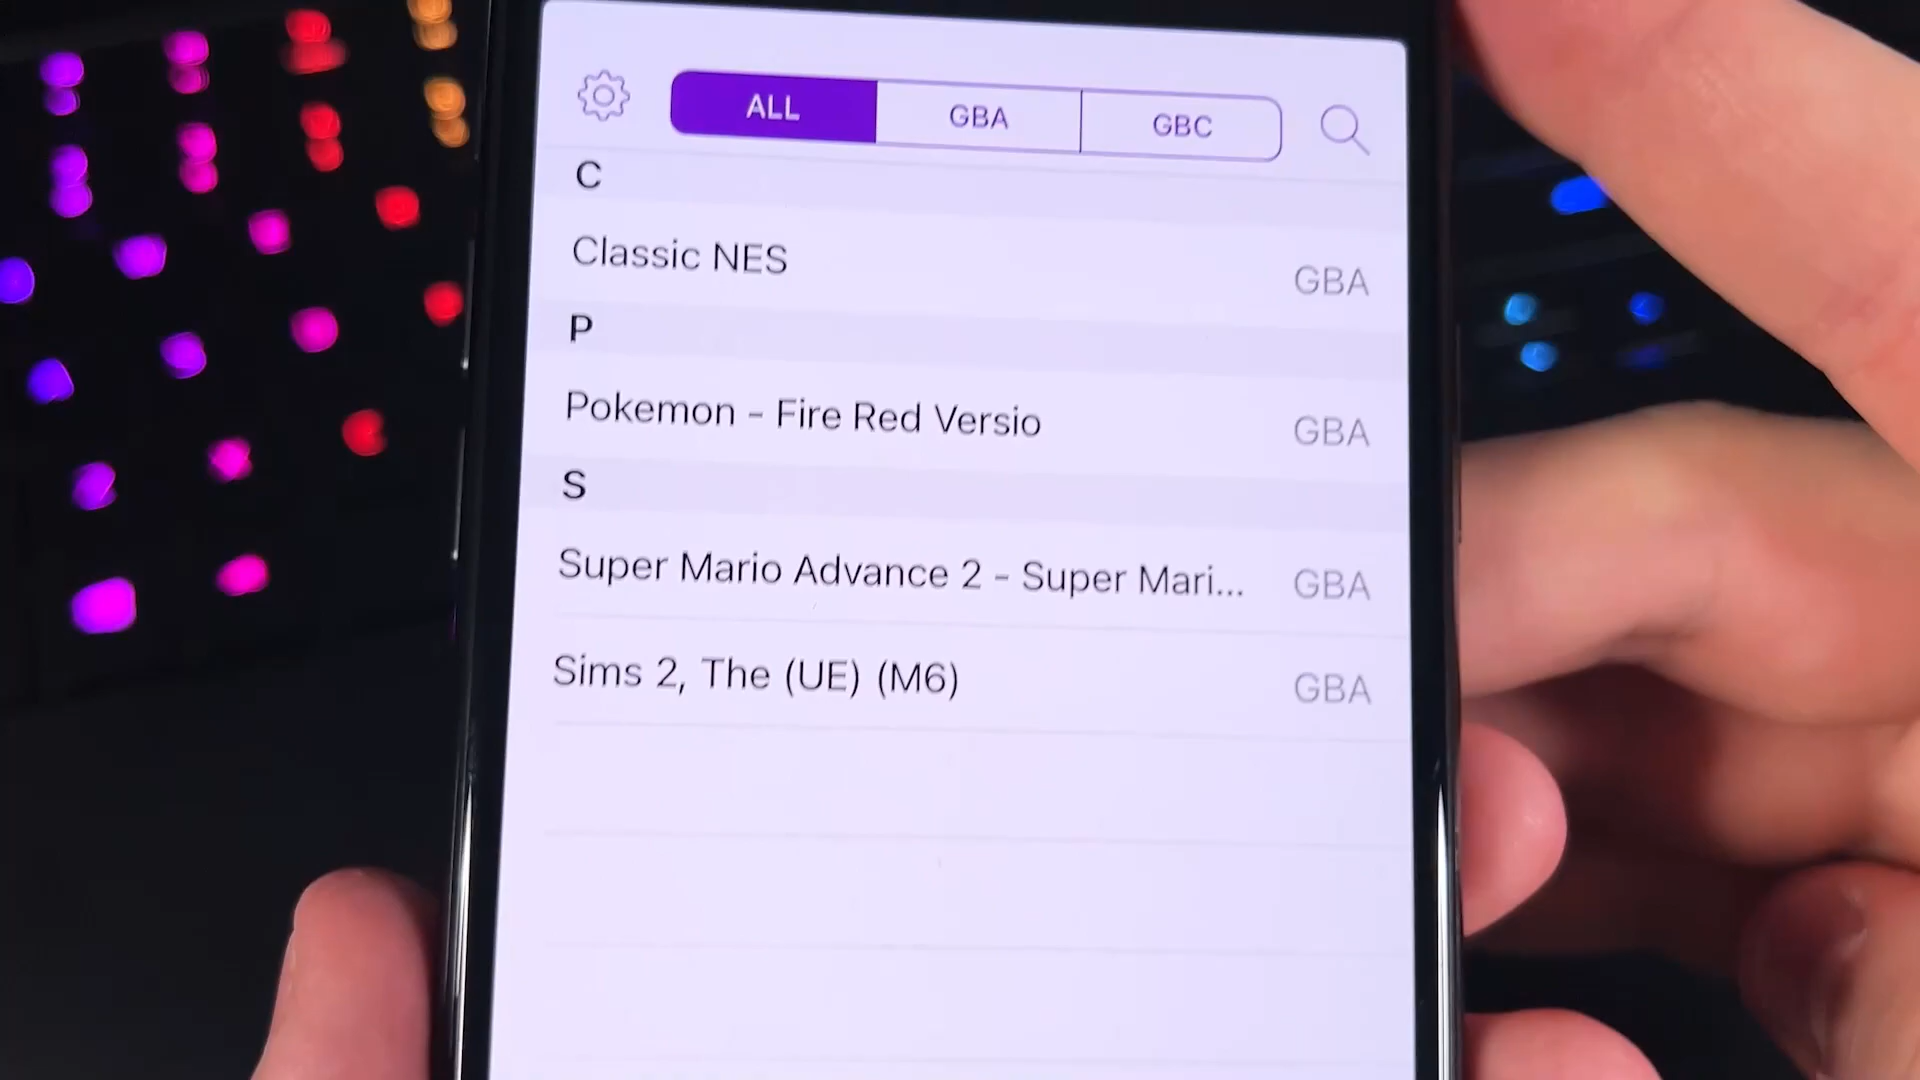 ALL GBA GBC
C
Classic NES GBA
P
Pokemon - Fire Red Versio GBA
S
Super Mario Advance 2 - Super Mari... GBA
Sims 2, The (UE) (M6) GBA